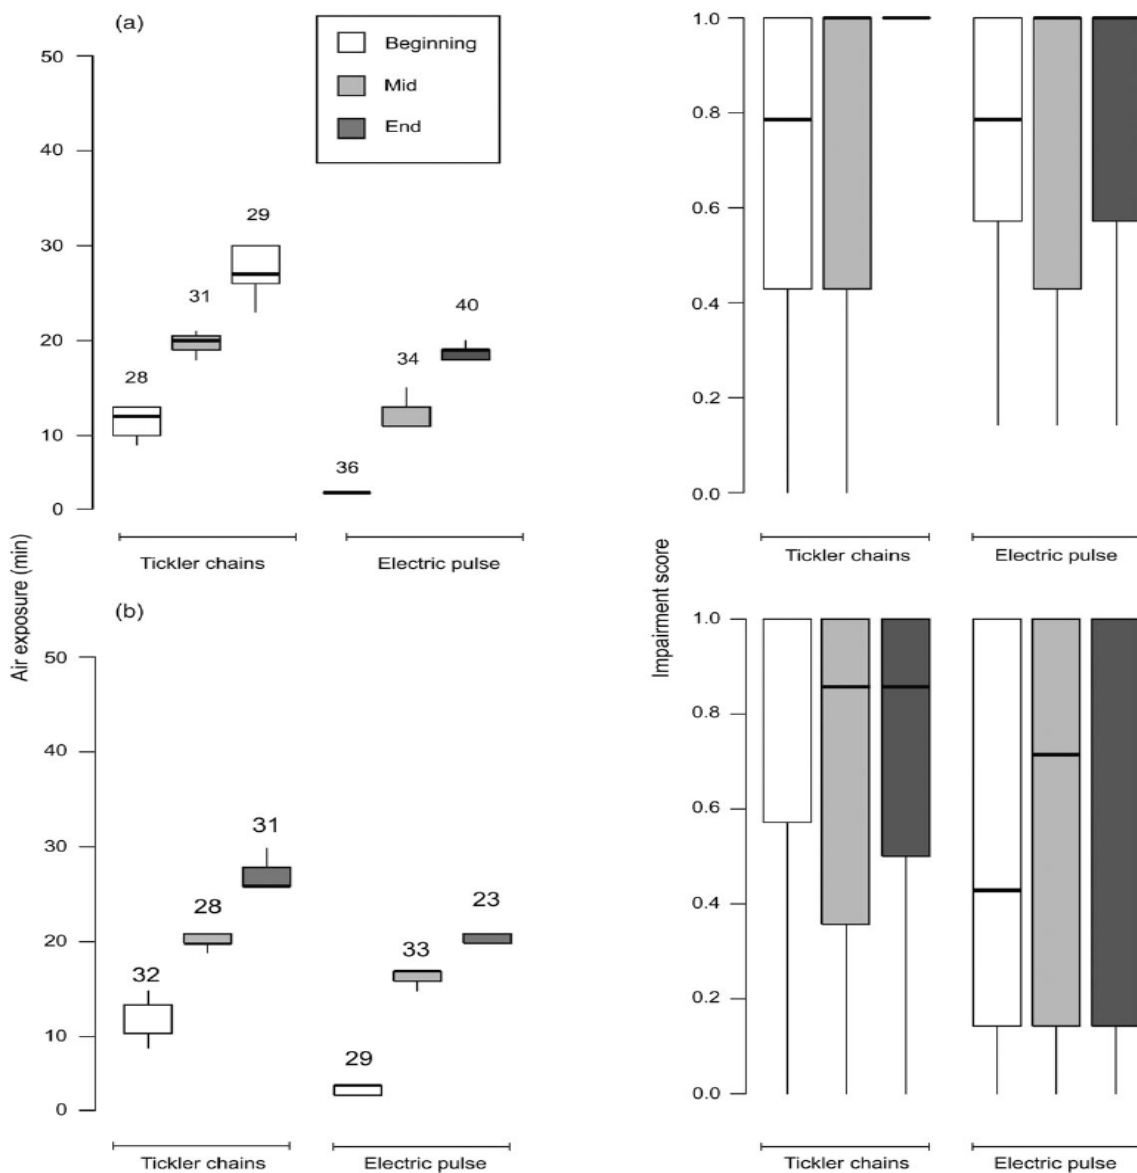 (a)
Beginning
Mid
End
50
40
30
20
10
0
28
31
29
36
34
40
Tickler chains
Electric pulse
1.0
0.8
0.6
0.4
0.2
0.0
Tickler chains
Electric pulse
Air exposure (min)
Impairment score
(b)
50
40
30
20
10
0
32
28
31
29
33
23
Tickler chains
Electric pulse
1.0
0.8
0.6
0.4
0.2
0.0
Tickler chains
Electric pulse